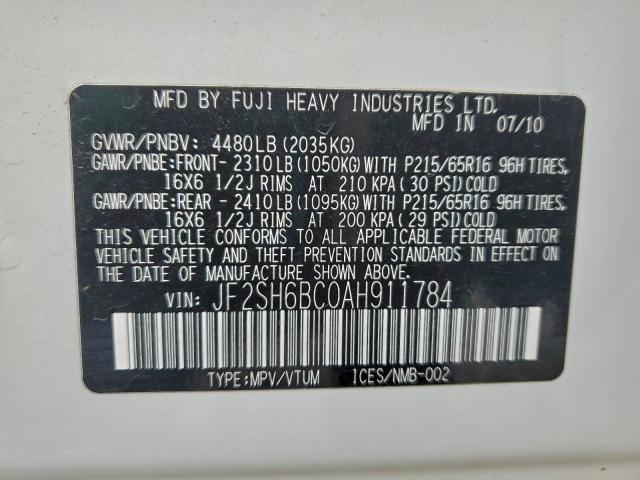 MFD BY FUJI HEAVY INDUSTRIES LTD.
MFD IN 07/10
GVWR/PNBV: 4480LB(2035KG)
GAWR/PNBE:FRONT-2310LB(1050KG)WITH P215/65R16 96H TIRES,
16X6 1/2J RIMS AT 210 KPA(30 PSI)COLD
GAWR/PNBE:REAR -2410LB(1095KG)WITH P215/65R16 96H TIRES,
16X6 1/2J RIMS AT 200 KPA(29 PSI)COLD
THIS VEHICLE CONFORMS TO ALL APPLICABLE FEDERAL MOTOR
VEHICLE SAFETY AND THEFT PREVENTION STANDARDS IN EFFECT ON
THE DATE OF MANUFACTURE SHOWN ABOVE.
VIN: JF2SH6BC0AH911784
TYPE:MPV/VTUM ICES/NMB-002